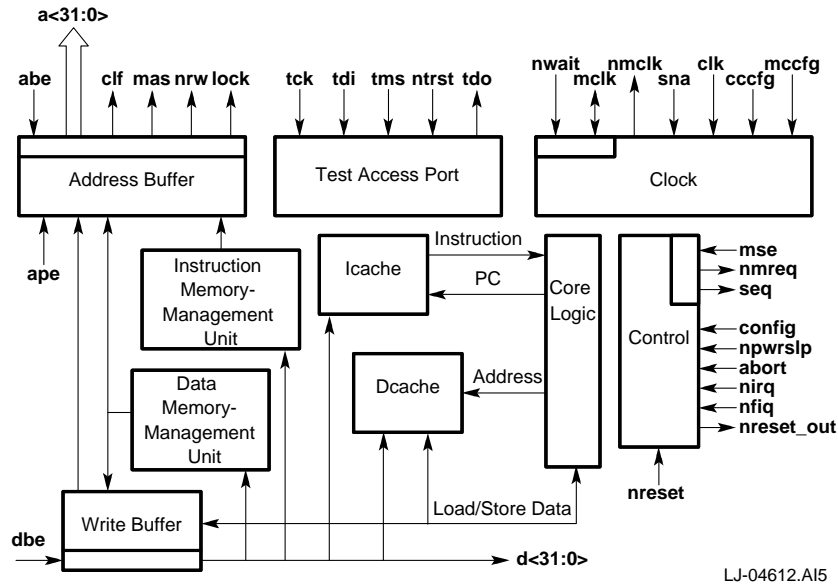 a<31:0>
abe clf mas nrw lock tck tdi tms ntrst tdo nwait mclk nmclk sna clk cccfg mccfg
Address Buffer
Test Access Port
Clock
ape
Instruction
Memory-
Management
Unit
Icache
Instruction
PC
Core
Logic
Control
mse
nmreq
seq
config
npwrslp
abort
nirq
nfiq
nreset_out
Data
Memory-
Management
Unit
Dcache
Address
nreset
Write Buffer
Load/Store Data
dbe
d<31:0>
LJ-04612.AI5